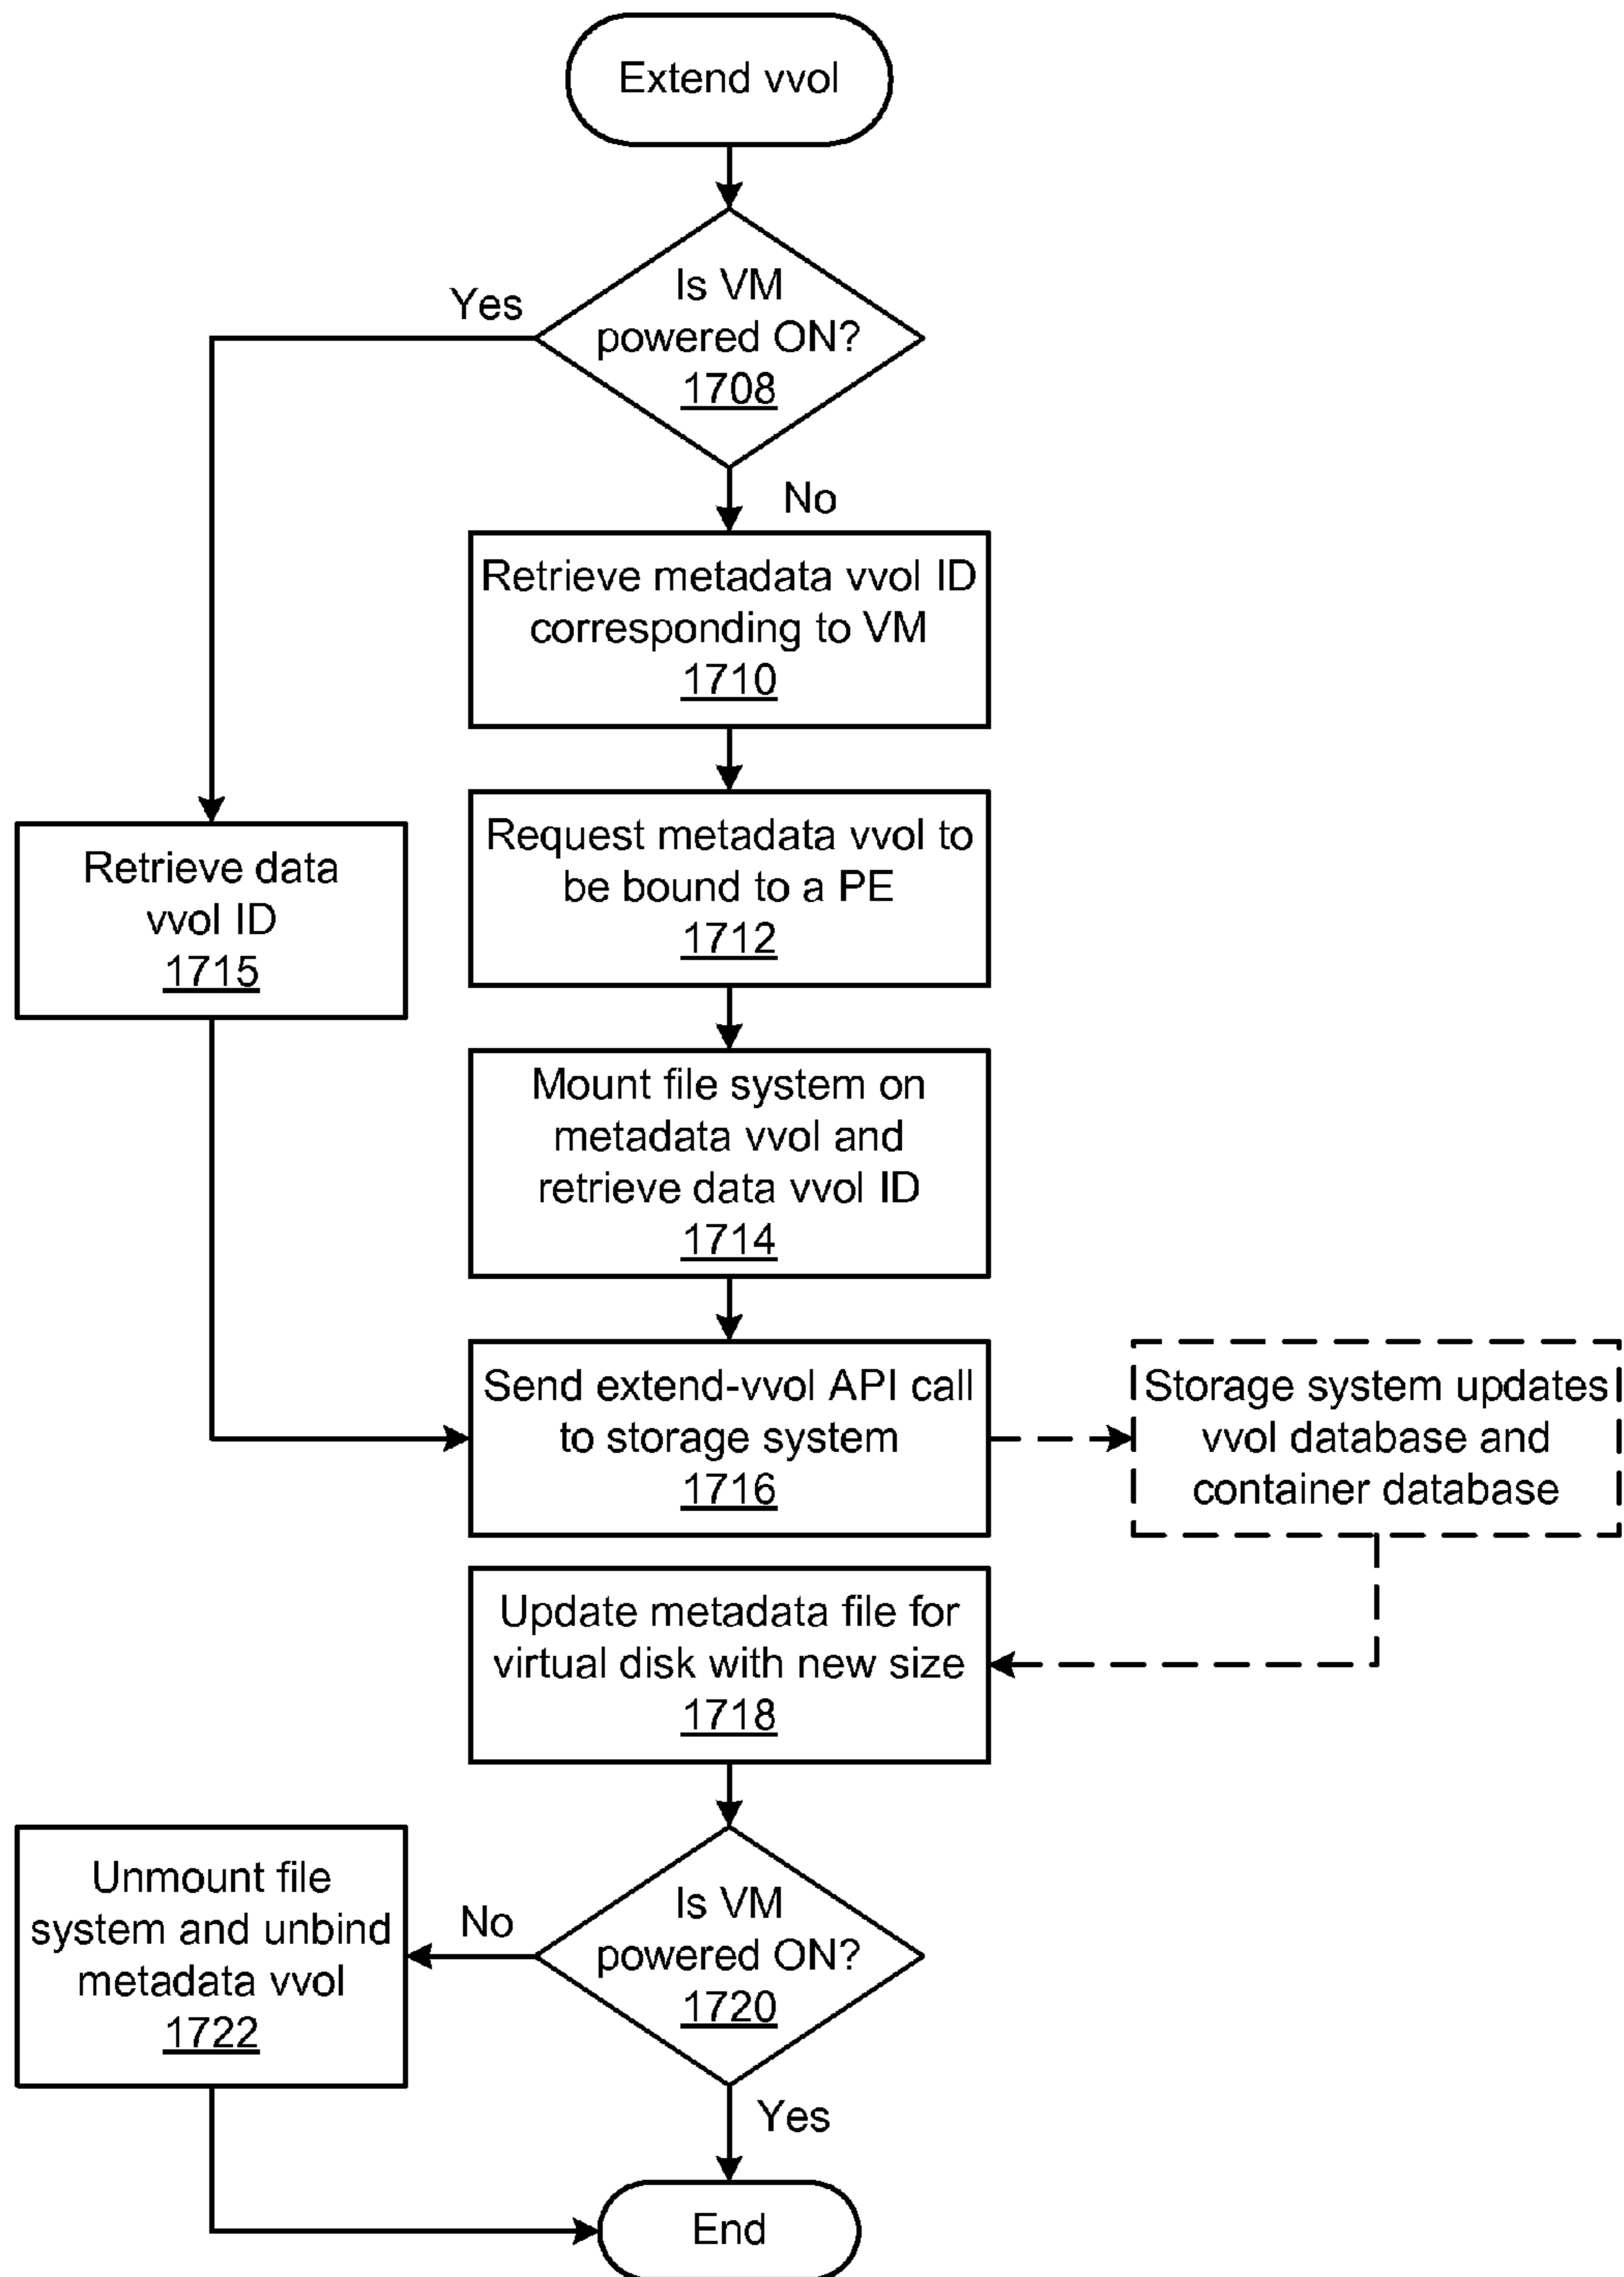 Extend vvol
Is VM
powered ON?
1708
Yes
No
Retrieve metadata vvol ID
corresponding to VM
1710
Request metadata vvol to
be bound to a PE
1712
Retrieve data
vvol ID
1715
Mount file system on
metadata vvol and
retrieve data vvol ID
1714
Send extend-vvol API call
to storage system
1716
Storage system updates
vvol database and
container database
Update metadata file for
virtual disk with new size
1718
Is VM
powered ON?
1720
No
Unmount file
system and unbind
metadata vvol
1722
Yes
End